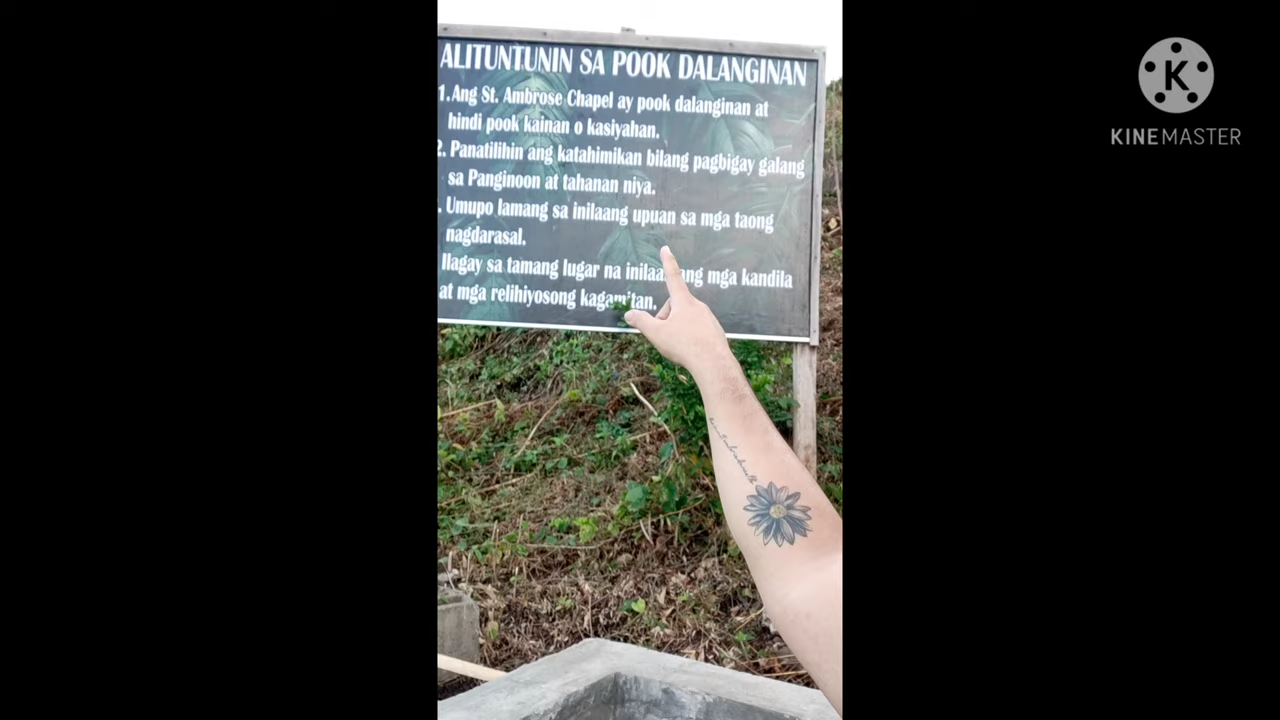 ALITUNTUNIN SA POOK DALANGINAN
1. Ang St. Ambrose Chapel ay pook dalanginan at
hindi pook kainan o kasiyahan.
2. Panatilihin ang katahimikan bilang pagbigay galang
sa Panginoon at tahanan niya.
. Umupo lamang sa inilaang upuan sa mga taong
nagdarasal.
Ilagay sa tamang lugar na mga kandila
at mga relihiyosong kagamitan.
K
KINEMASTER